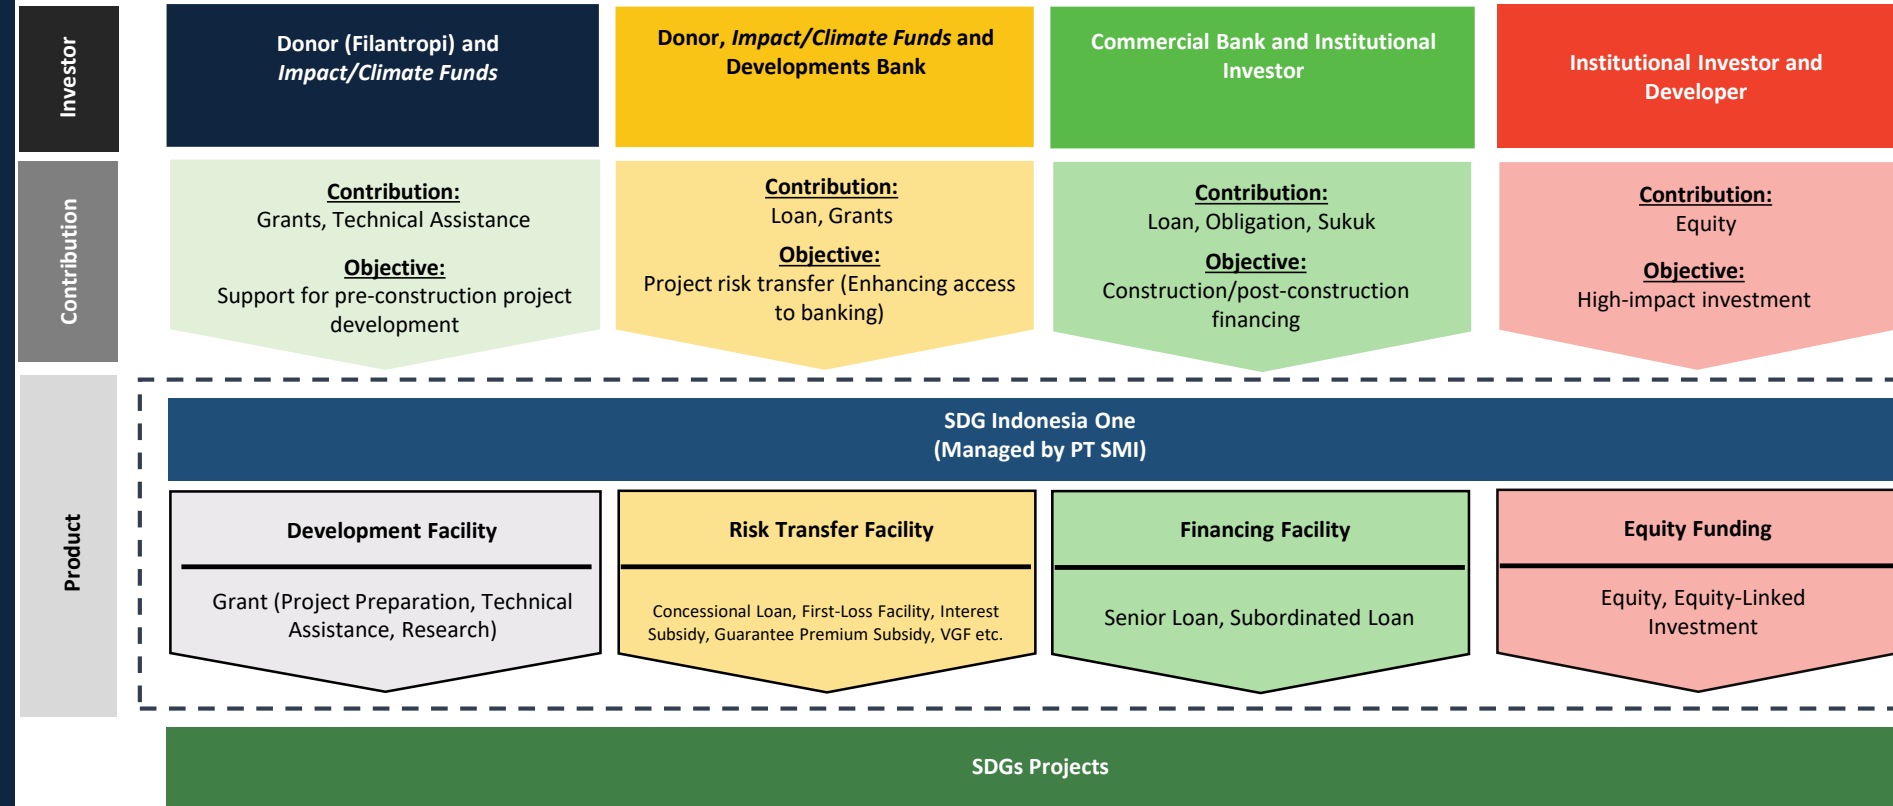 Investor
Donor (Filantropi) and
Impact/Climate Funds
Donor, Impact/Climate Funds and
Developments Bank
Commercial Bank and Institutional
Investor
Institutional Investor and
Developer
Contribution
Contribution:
Grants, Technical Assistance
Objective:
Support for pre-construction project
development
Contribution:
Loan, Grants
Objective:
Project risk transfer (Enhancing access
to banking)
Contribution:
Loan, Obligation, Sukuk
Objective:
Construction/post-construction
financing
Contribution:
Equity
Objective:
High-impact investment
Product
SDG Indonesia One
(Managed by PT SMI)
Development Facility
Grant (Project Preparation, Technical
Assistance, Research)
Risk Transfer Facility
Concessional Loan, First-Loss Facility, Interest
Subsidy, Guarantee Premium Subsidy, VGF etc.
Financing Facility
Senior Loan, Subordinated Loan
Equity Funding
Equity, Equity-Linked
Investment
SDGs Projects